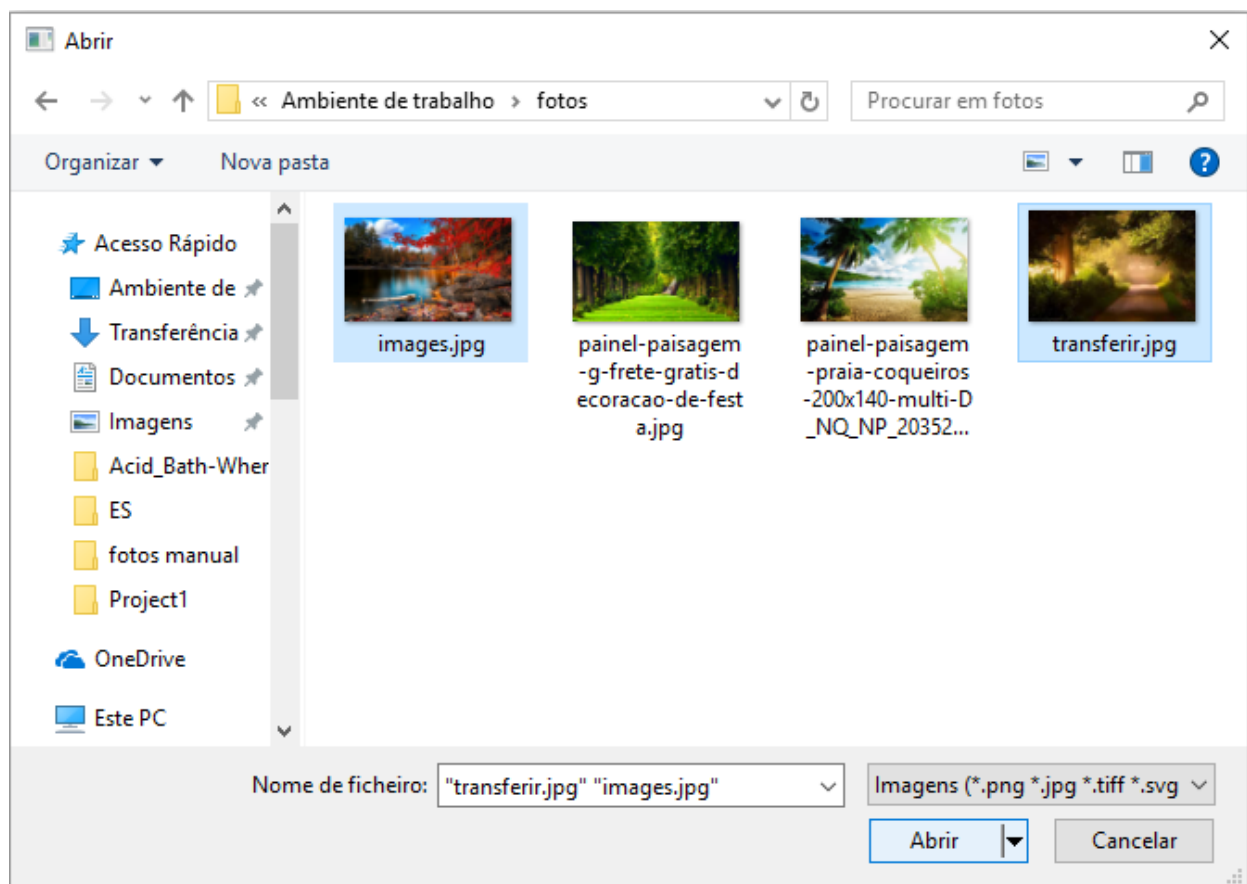 Abrir
« Ambiente de trabalho > fotos
Procurar em fotos
Organizar
Nova pasta
?
Acesso Rápido
Ambiente de
Transferência
Documentos
Imagens
Acid_Bath-Wher
ES
fotos manual
Project1
OneDrive
Este PC
images.jpg
painel-paisagem
-g-frete-gratis-d
ecoracao-de-fest
a.jpg
painel-paisagem
-praia-coqueiros
-200x140-multi-D
_NQ_NP_20352...
transferir.jpg
Nome de ficheiro:
"transferir.jpg" "images.jpg"
Imagens (*.png *.jpg *.tiff *.svg
Abrir
Cancelar